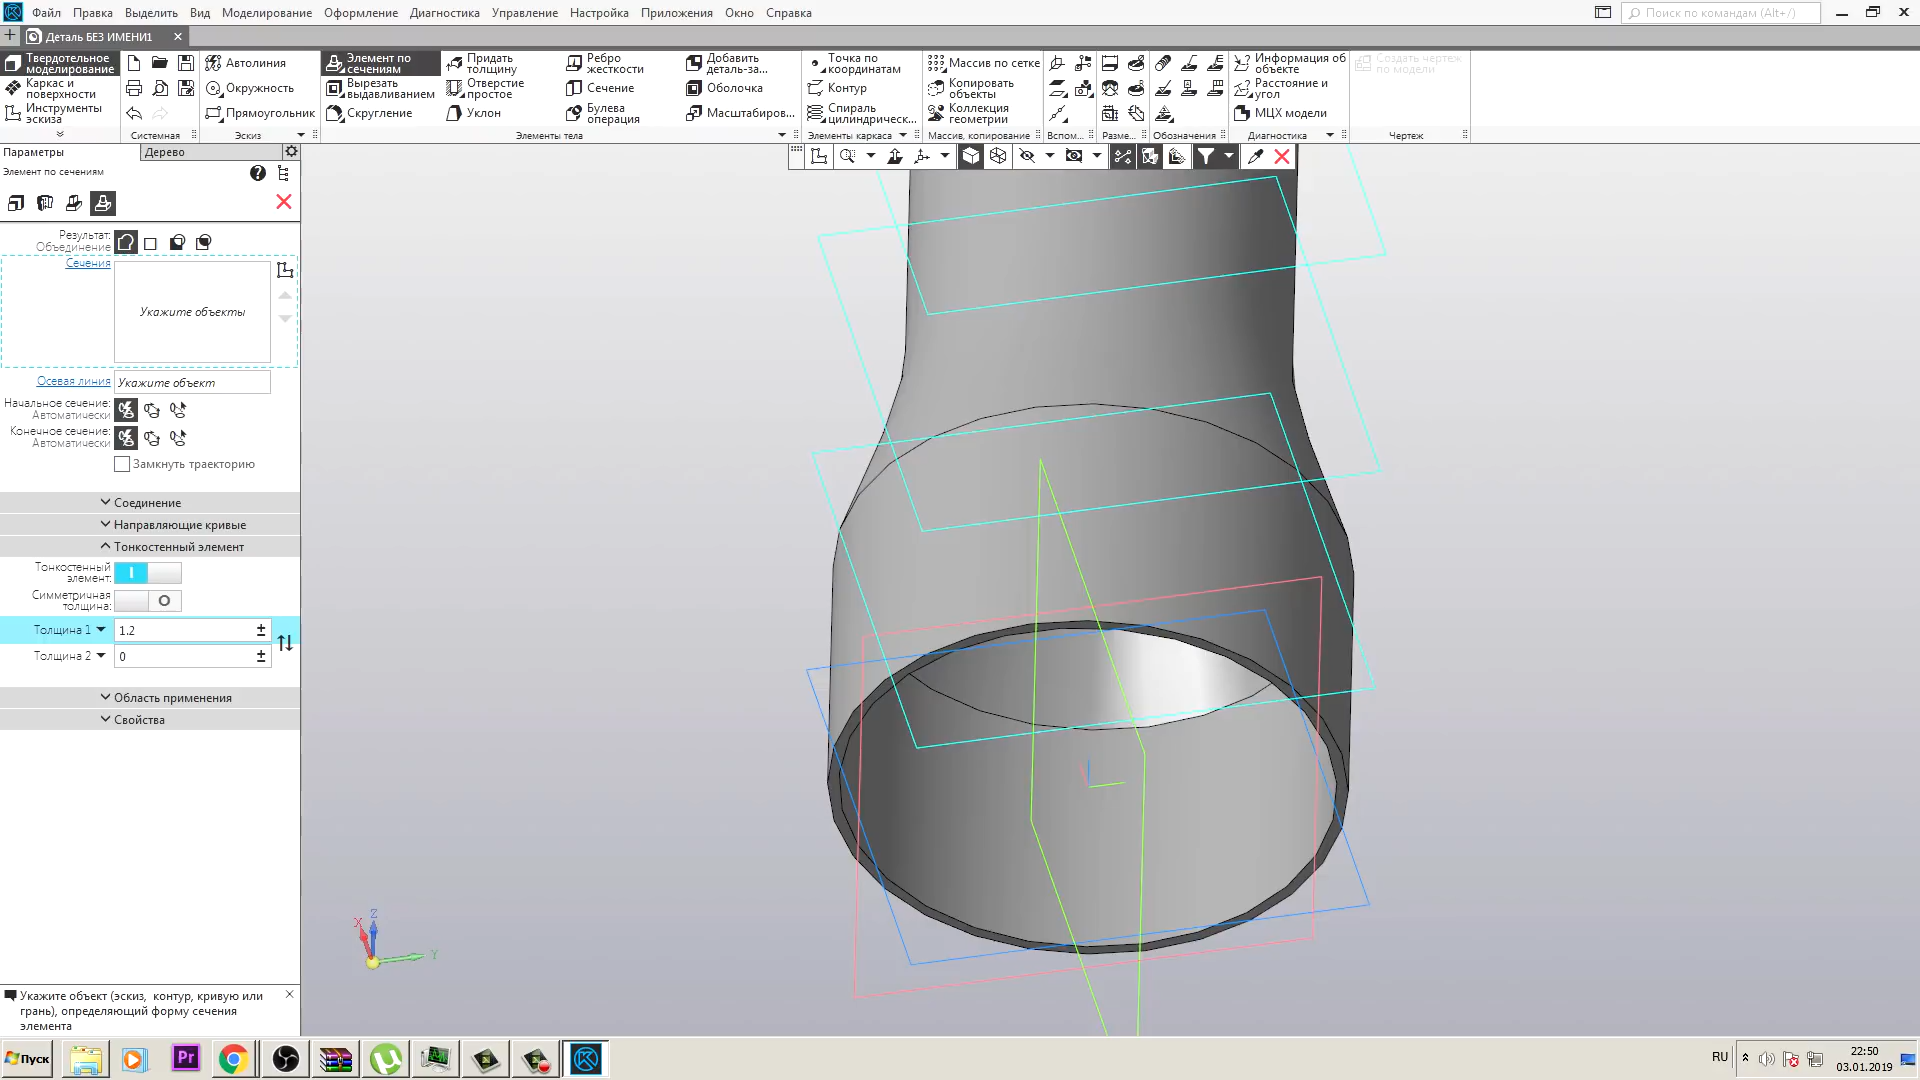 Файл Правка Выделить Вид Моделирование Оформление Диагностика Управление Настройка Приложения Окно Справка Поиск по командам (Alt+/)
Деталь БЕЗ ИМЕНИ1
Твердотельное моделирование
Каркас и поверхности
Инструменты эскиза
Системная
Автолиния
Окружность
Прямоугольник
Эскиз
Элемент по сечениям
Вырезать выдавливанием
Скругление
Придать толщину
Отверстие простое
Уклон
Ребро жесткости
Сечение
Булева операция
Добавить деталь-за...
Оболочка
Масштабиров...
Элементы тела
Точка по координатам
Контур
Спираль цилиндрическ...
Элементы каркаса
Массив по сетке
Копировать объекты
Коллекция геометрии
Массив, копирование
Вспом...
Разме...
Обозначения
Информация об объекте
Расстояние и угол
МЦХ модели
Диагностика
Создать чертеж по модели
Чертеж
Параметры Дерево
Элемент по сечениям
Результат:
Объединение
Сечения
Укажите объекты
Осевая линия Укажите объект
Начальное сечение:
Автоматически
Конечное сечение:
Автоматически
Замкнуть траекторию
Соединение
Направляющие кривые
Тонкостенный элемент
Тонкостенный
элемент:
Симметричная
толщина:
Толщина 1 1.2
Толщина 2 0
Область применения
Свойства
X Z Y
Укажите объект (эскиз, контур, кривую или
грань), определяющий форму сечения
элемента
Пуск Pr RU 22:50
03.01.2019